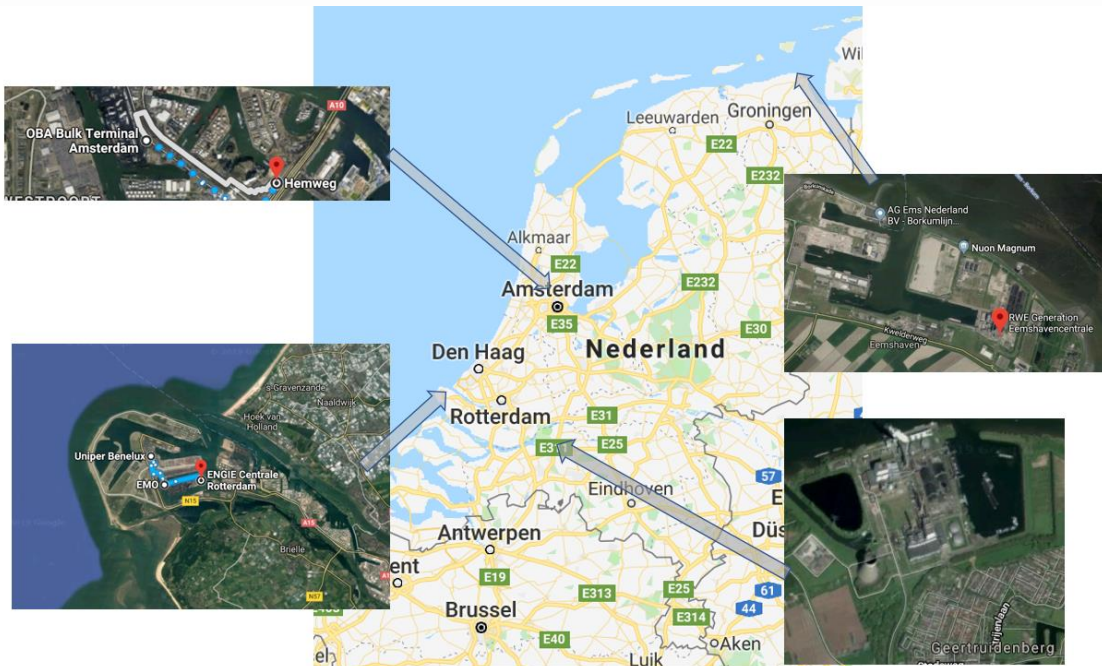 OBA Bulk Terminal
Amsterdam
A10
Hemweg
Leeuwarden
Groningen
E22
E232
Alkmaar
E22
Amsterdam
E232
E35
E30
Den Haag
Nederland
Rotterdam
E31
E25
Eindhoven
57
Antwerpen
E19
E313
E25
61
44
E314
Brussel
E40
Aken
Luik
AG Ems Nederland
BV - Borkumlijn...
Nuon Magnum
RWE Generation
Eemshavencentrale
Kwelderweg
Eemshaven
's-Gravenzande
Naaldwijk
Hoek van
Holland
Uniper Benelux
ENGIE Centrale
Rotterdam
EMO
N15
A15
Brielle
N57
Geertruidenberg